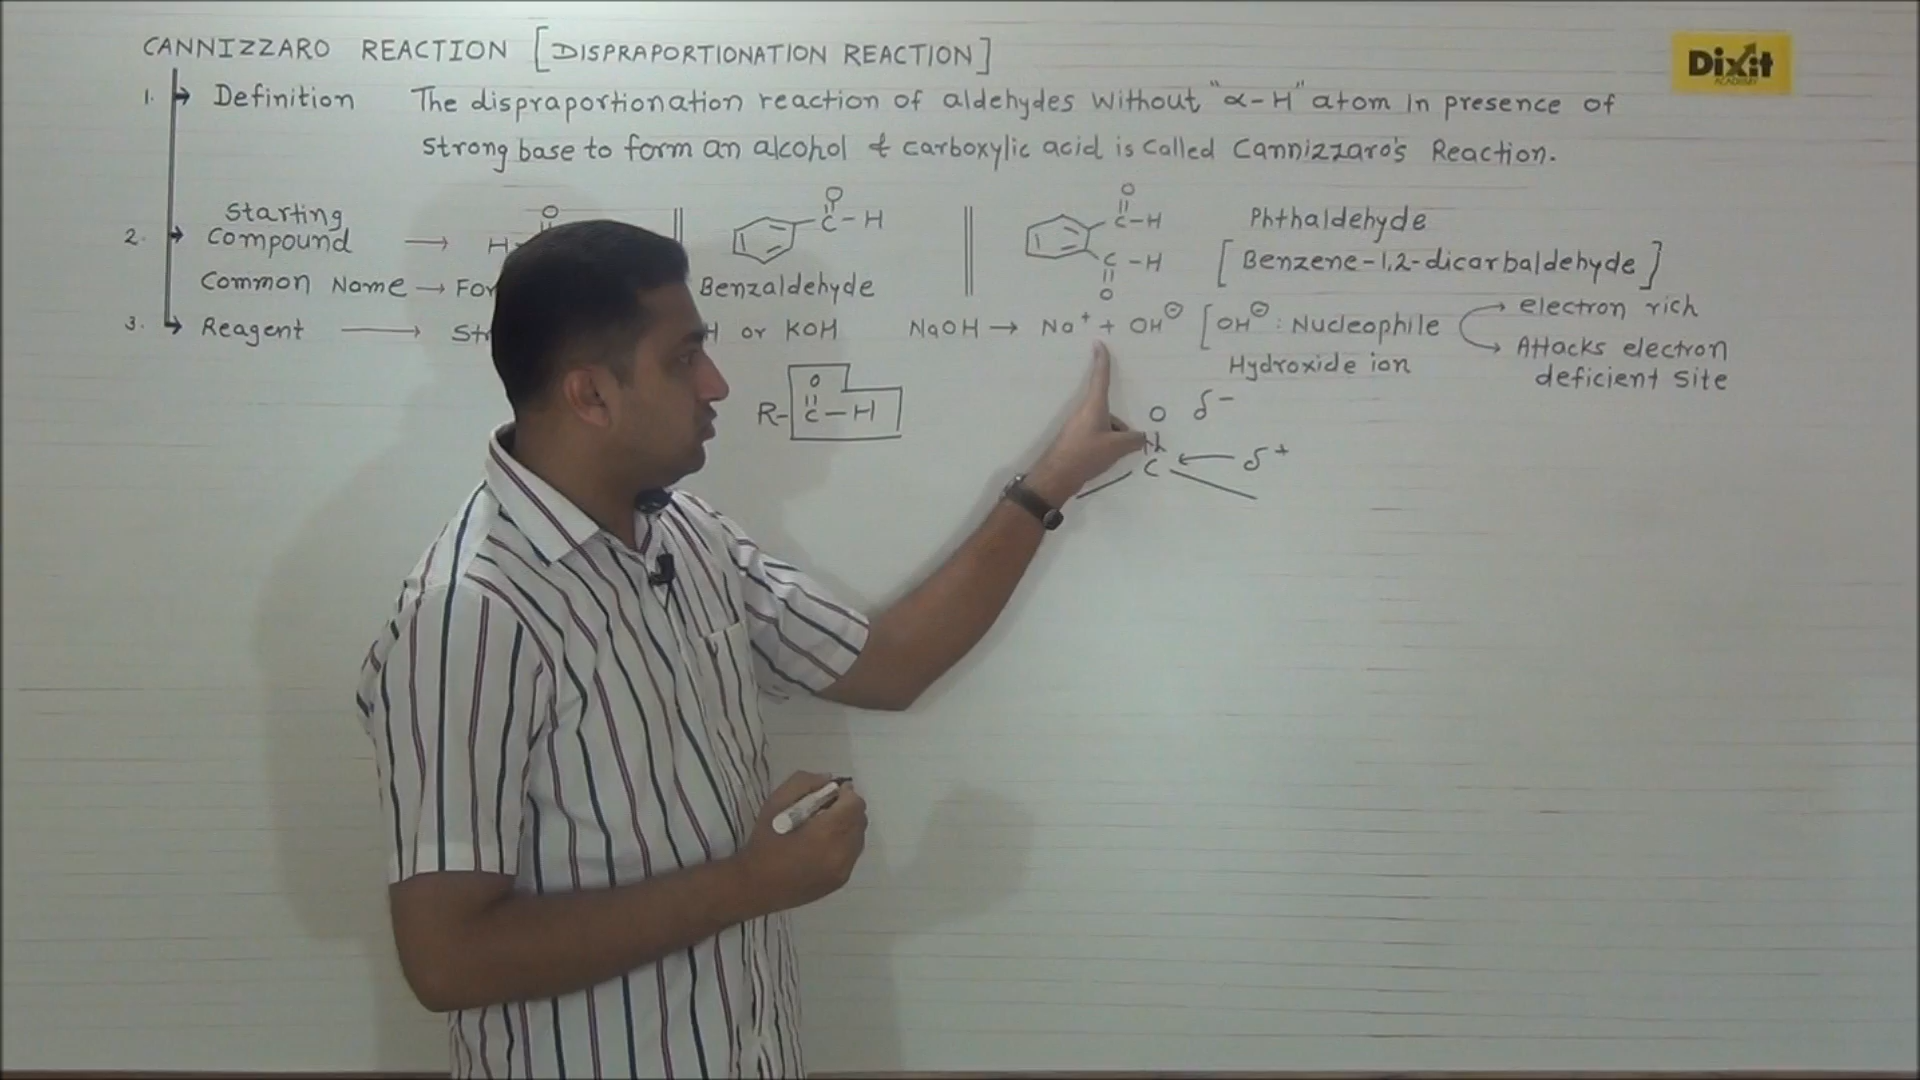 CANNIZZARO REACTION [DISPRAPORTIONATION REACTION]
Dixit
ACADEMY
1. → Definition The dispraportionation reaction of aldehydes without "α-H" atom in presence of
strong base to form an alcohol & carboxylic acid is called Cannizzaro's Reaction.
2. → Starting
compound → H
O
O
C-H
O
C-H
C-H
O
Phthaldehyde
[Benzene-1,2-dicarbaldehyde]
Common Name → For
Benzaldehyde
3. → Reagent → Str
H or KOH NaOH → Na⁺ + OH⊖ [OH⊖ : Nucleophile
Hydroxide ion
→ electron rich
→ Attacks electron
deficient site
O
R-C-H
O δ-
C ← δ+